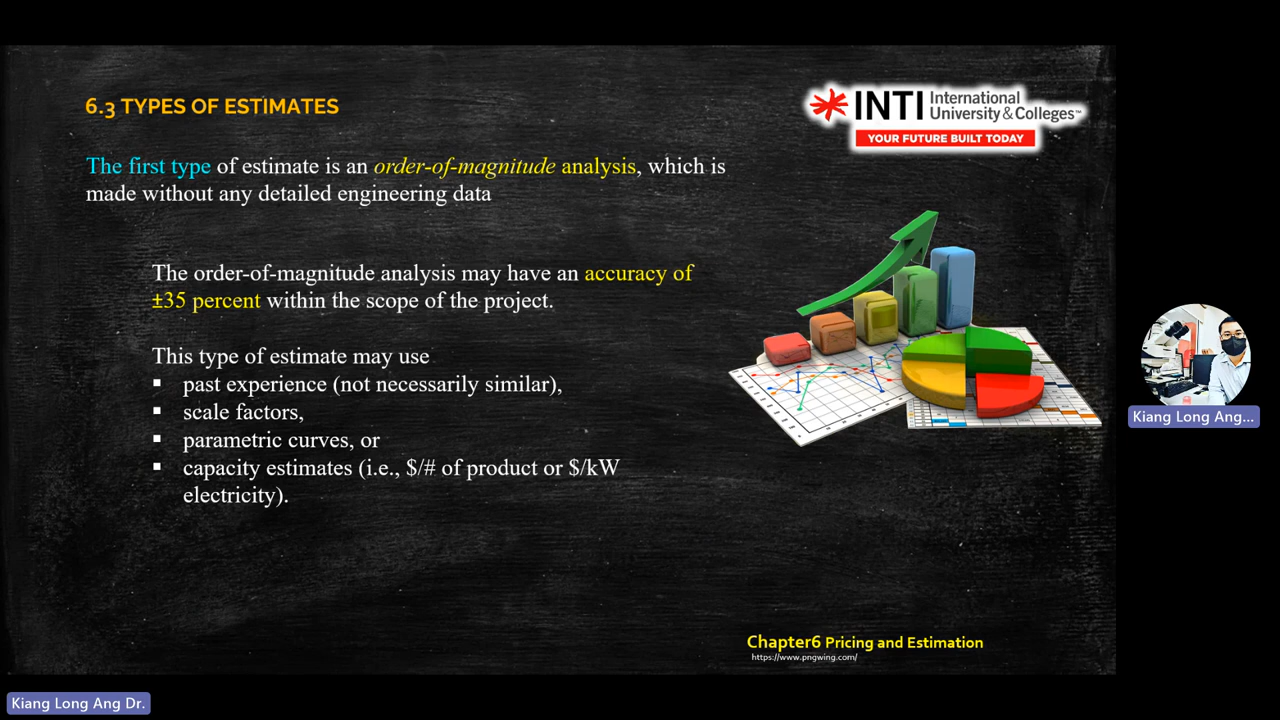 6.3 TYPES OF ESTIMATES
INTI International
University & Colleges™
YOUR FUTURE BUILT TODAY
The first type of estimate is an order-of-magnitude analysis, which is
made without any detailed engineering data
The order-of-magnitude analysis may have an accuracy of
±35 percent within the scope of the project.
This type of estimate may use
▪ past experience (not necessarily similar),
▪ scale factors,
▪ parametric curves, or
▪ capacity estimates (i.e., $/# of product or $/kW
electricity).
Kiang Long Ang...
Chapter6 Pricing and Estimation
https://www.pngwing.com/
Kiang Long Ang Dr.